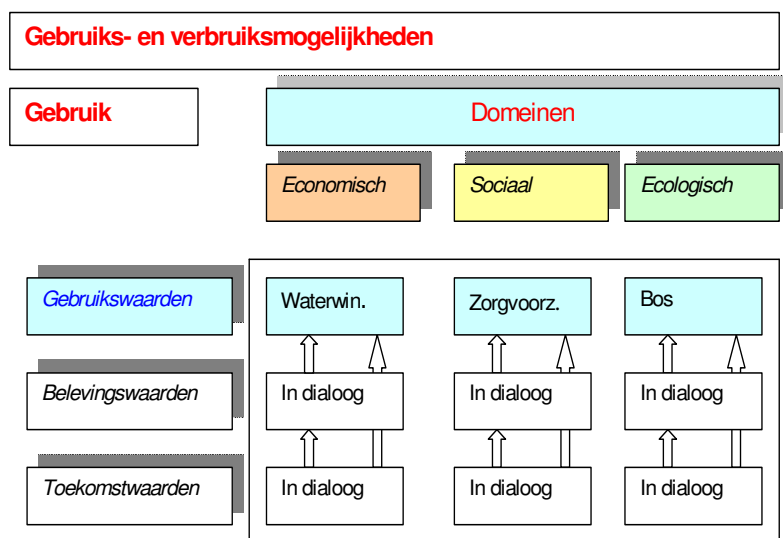 Gebruiks- en verbruiksmogelijkheden
Gebruik
Domeinen
Economisch
Sociaal
Ecologisch
Gebruikswaarden
Waterwin.
Zorgvoorz.
Bos
Belevingswaarden
In dialoog
In dialoog
In dialoog
Toekomstwaarden
In dialoog
In dialoog
In dialoog